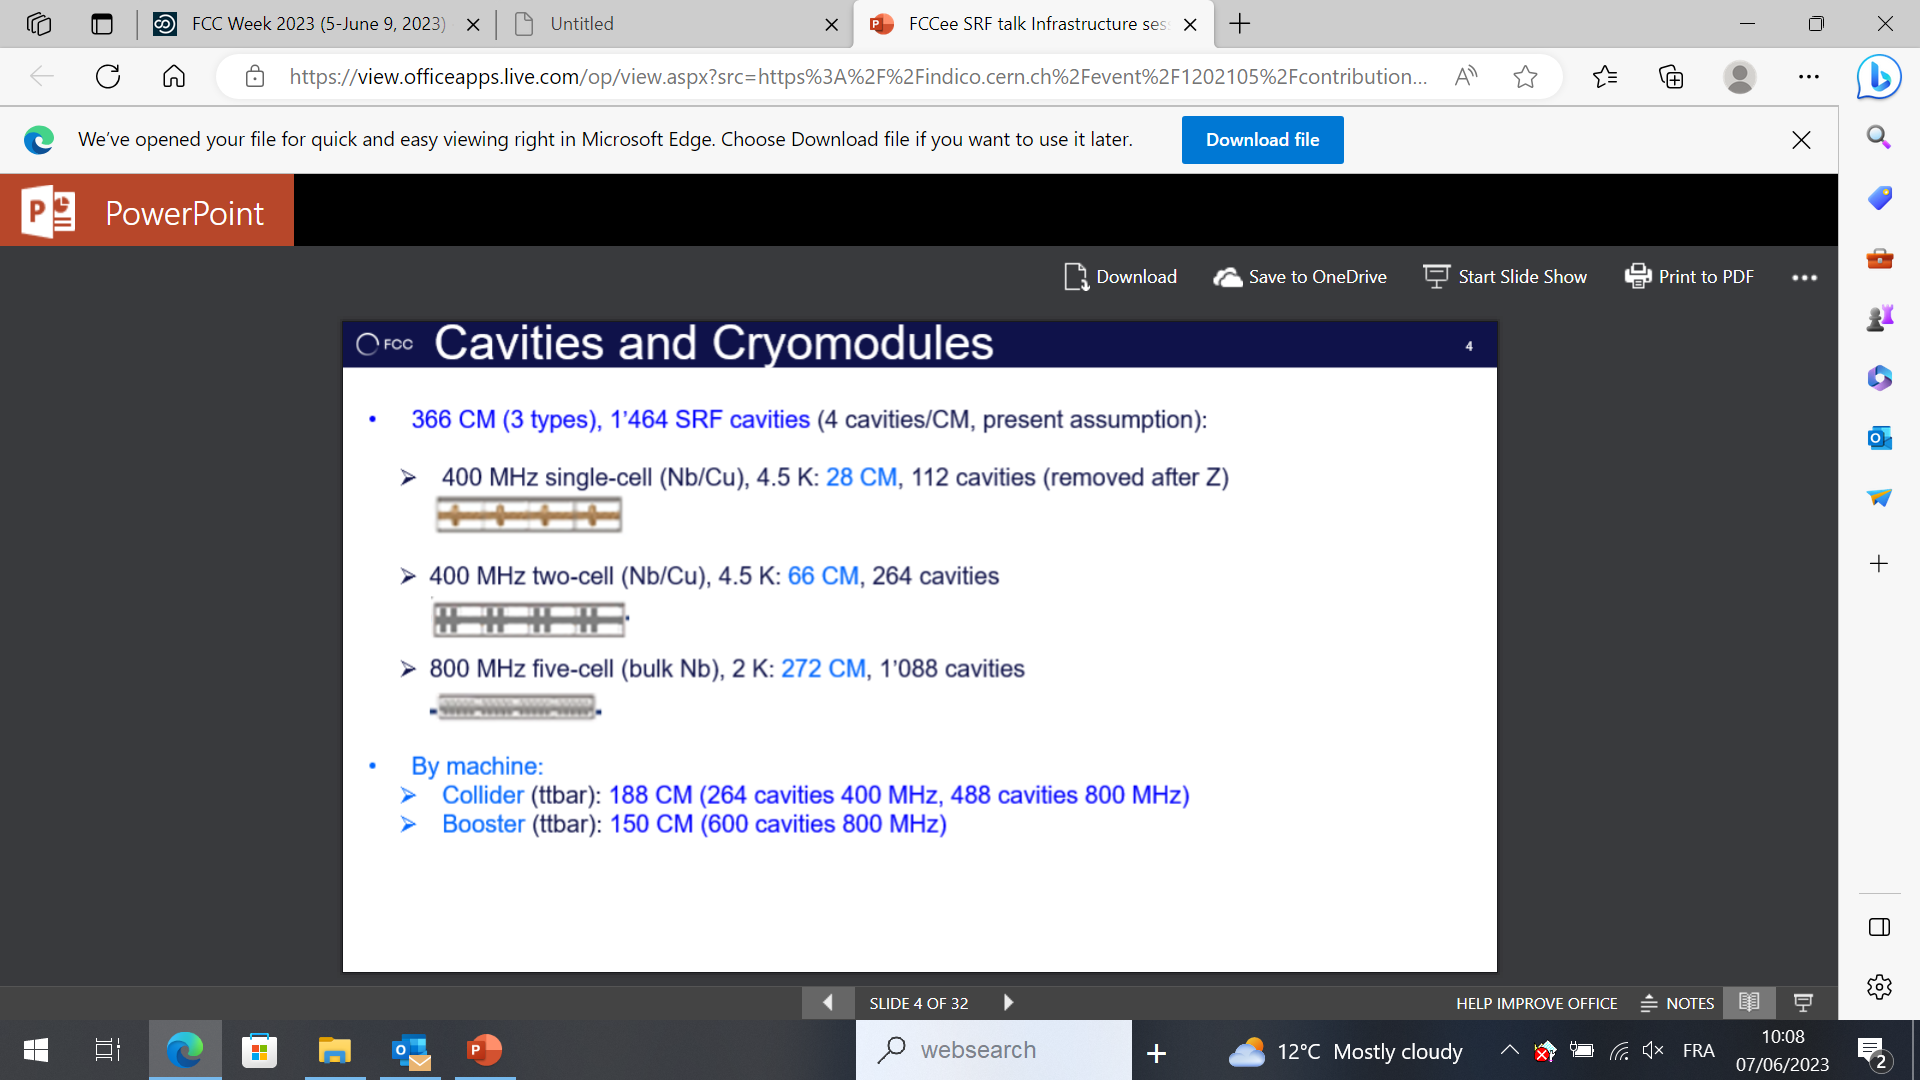 FCC Week 2023 (5-June 9, 2023)
Untitled
FCCee SRF talk Infrastructure ses
https://view.officeapps.live.com/op/view.aspx?src=https%3A%2F%2Findico.cern.ch%2Fevent%2F1202105%2Fcontribution...
We've opened your file for quick and easy viewing right in Microsoft Edge. Choose Download file if you want to use it later.
Download file
PowerPoint
Download
Save to OneDrive
Start Slide Show
Print to PDF
FCC
Cavities and Cryomodules
4
• 366 CM (3 types), 1’464 SRF cavities (4 cavities/CM, present assumption):
➢ 400 MHz single-cell (Nb/Cu), 4.5 K: 28 CM, 112 cavities (removed after Z)
➢ 400 MHz two-cell (Nb/Cu), 4.5 K: 66 CM, 264 cavities
➢ 800 MHz five-cell (bulk Nb), 2 K: 272 CM, 1’088 cavities
• By machine:
➢ Collider (ttbar): 188 CM (264 cavities 400 MHz, 488 cavities 800 MHz)
➢ Booster (ttbar): 150 CM (600 cavities 800 MHz)
SLIDE 4 OF 32
HELP IMPROVE OFFICE
NOTES
websearch
12°C Mostly cloudy
FRA
10:08
07/06/2023
2